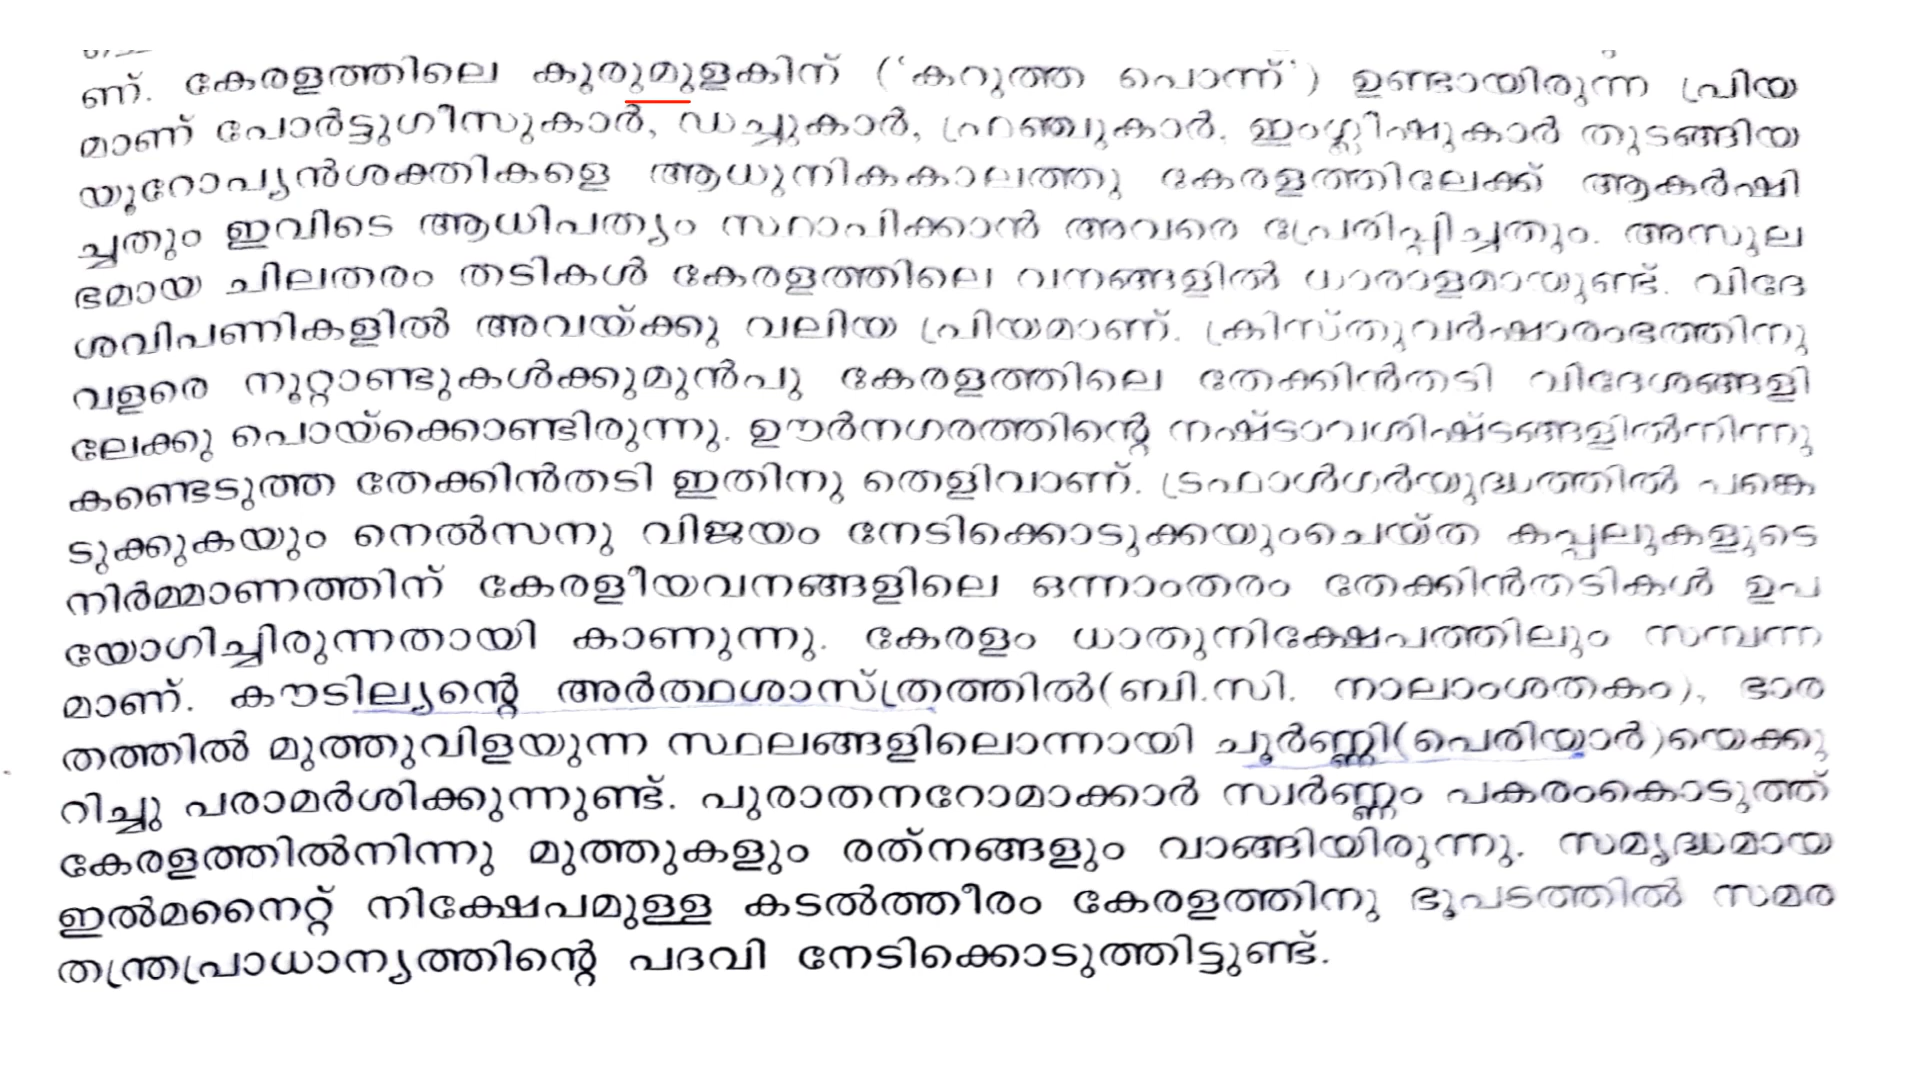 ണ്. കേരളത്തിലെ കുരുമുളകിന് ('കറുത്ത പൊന്ന്') ഉണ്ടായിരുന്ന പ്രിയ
മാണ് പോർട്ടുഗീസുകാർ, ഡച്ചുകാർ, ഫ്രഞ്ചുകാർ, ഇംഗ്ലീഷുകാർ തുടങ്ങിയ
യൂറോപ്യൻശക്തികളെ ആധുനികകാലത്തു കേരളത്തിലേക്ക് ആകർഷി
ച്ചതും ഇവിടെ ആധിപത്യം സ്ഥാപിക്കാൻ അവരെ പ്രേരിപ്പിച്ചതും. അസുല
ഭമായ ചിലതരം തടികൾ കേരളത്തിലെ വനങ്ങളിൽ ധാരാളമായുണ്ട്. വിദേ
ശവിപണികളിൽ അവയ്ക്കു വലിയ പ്രിയമാണ്. ക്രിസ്തുവർഷാരംഭത്തിനു
വളരെ നൂറ്റാണ്ടുകൾക്കുമുൻപു കേരളത്തിലെ തേക്കിൻതടി വിദേശങ്ങളി
ലേക്കു പൊയ്ക്കൊണ്ടിരുന്നു. ഊർനഗരത്തിന്റെ നഷ്ടാവശിഷ്ടങ്ങളിൽനിന്നു
കണ്ടെടുത്ത തേക്കിൻതടി ഇതിനു തെളിവാണ്. ട്രഫാൾഗർയുദ്ധത്തിൽ പങ്കെ
ടുക്കുകയും നെൽസനു വിജയം നേടിക്കൊടുക്കയുംചെയ്ത കപ്പലുകളുടെ
നിർമ്മാണത്തിന് കേരളീയവനങ്ങളിലെ ഒന്നാംതരം തേക്കിൻതടികൾ ഉപ
യോഗിച്ചിരുന്നതായി കാണുന്നു. കേരളം ധാതുനിക്ഷേപത്തിലും സമ്പന്ന
മാണ്. കൗടില്യന്റെ അർത്ഥശാസ്ത്രത്തിൽ(ബി.സി. നാലാംശതകം), ഭാര
തത്തിൽ മുത്തുവിളയുന്ന സ്ഥലങ്ങളിലൊന്നായി ചൂർണ്ണി(പെരിയാർ)യെക്കു
റിച്ചു പരാമർശിക്കുന്നുണ്ട്. പുരാതനറോമാക്കാർ സ്വർണ്ണം പകരംകൊടുത്ത്
കേരളത്തിൽനിന്നു മുത്തുകളും രത്നങ്ങളും വാങ്ങിയിരുന്നു. സമൃദ്ധമായ
ഇൽമനൈറ്റ് നിക്ഷേപമുള്ള കടൽത്തീരം കേരളത്തിനു ഭൂപടത്തിൽ സമര
തന്ത്രപ്രാധാന്യത്തിന്റെ പദവി നേടിക്കൊടുത്തിട്ടുണ്ട്.